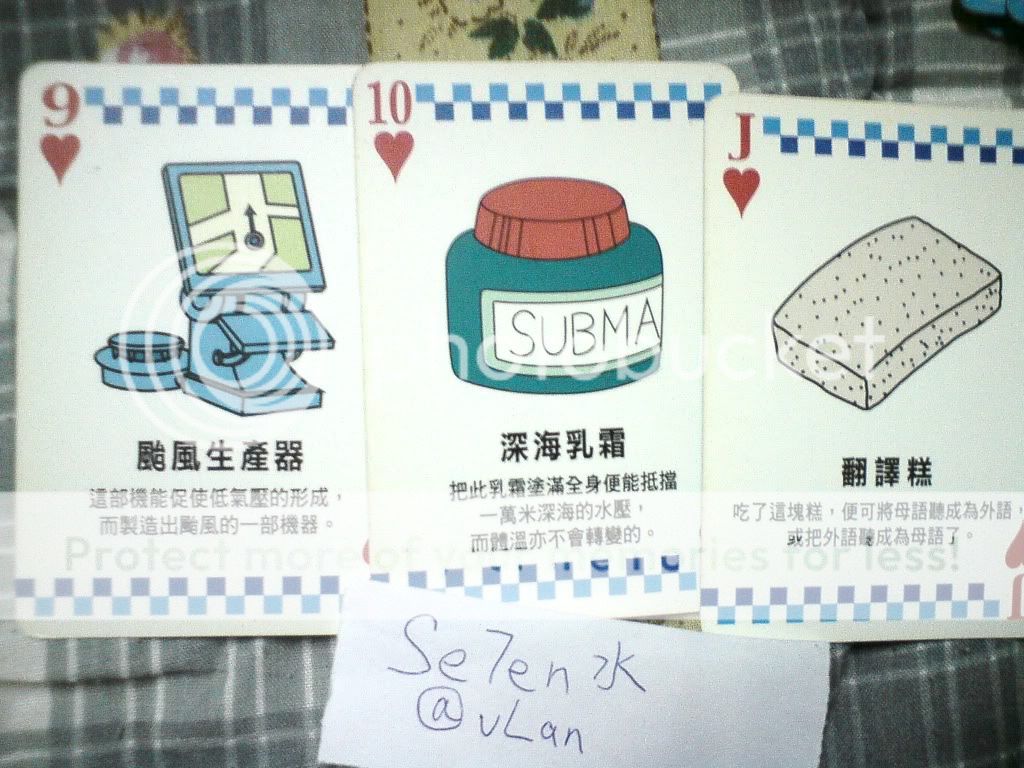 9
颱風生產器
這部機能促使低氣壓的形成，
而製造出颱風的一部機器。
10
SUBMA
深海乳霜
把此乳霜塗滿全身便能抵擋
一萬米深海的水壓，
而體溫亦不會轉變的。
J
翻譯糕
吃了這塊糕，便可將母語聽成為外語，
或把外語聽成為母語了。
J
photobucket
Protect more of your memories for less!
Se7en水
@vLan